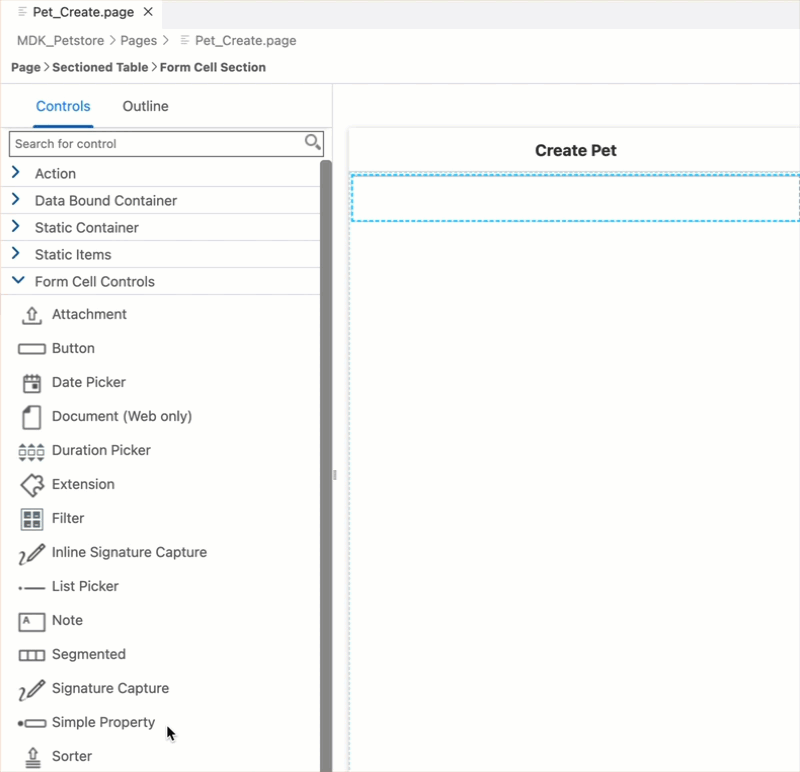 Pet_Create.page
MDK_Petstore > Pages > Pet_Create.page
Page > Sectioned Table > Form Cell Section
Controls Outline
Search for control
Action
Data Bound Container
Static Container
Static Items
Form Cell Controls
Attachment
Button
Date Picker
Document (Web only)
Duration Picker
Extension
Filter
Inline Signature Capture
List Picker
A Note
Segmented
Signature Capture
Simple Property
Sorter
Create Pet